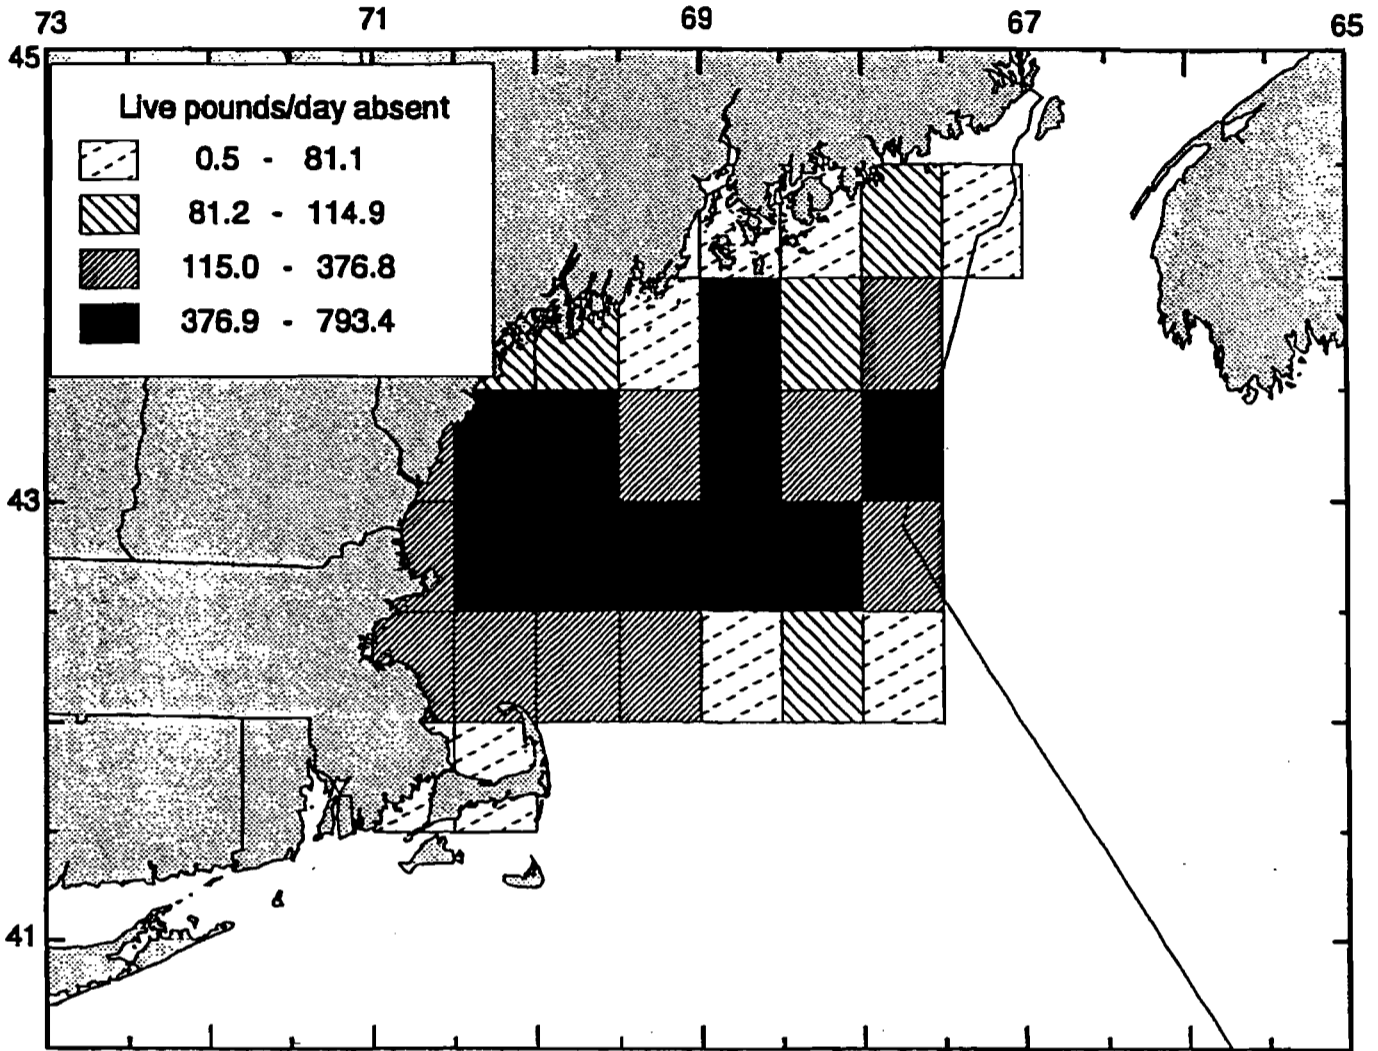 73 71 69 67 65
45
Live pounds/day absent
0.5 - 81.1
81.2 - 114.9
115.0 - 376.8
376.9 - 793.4
43
41